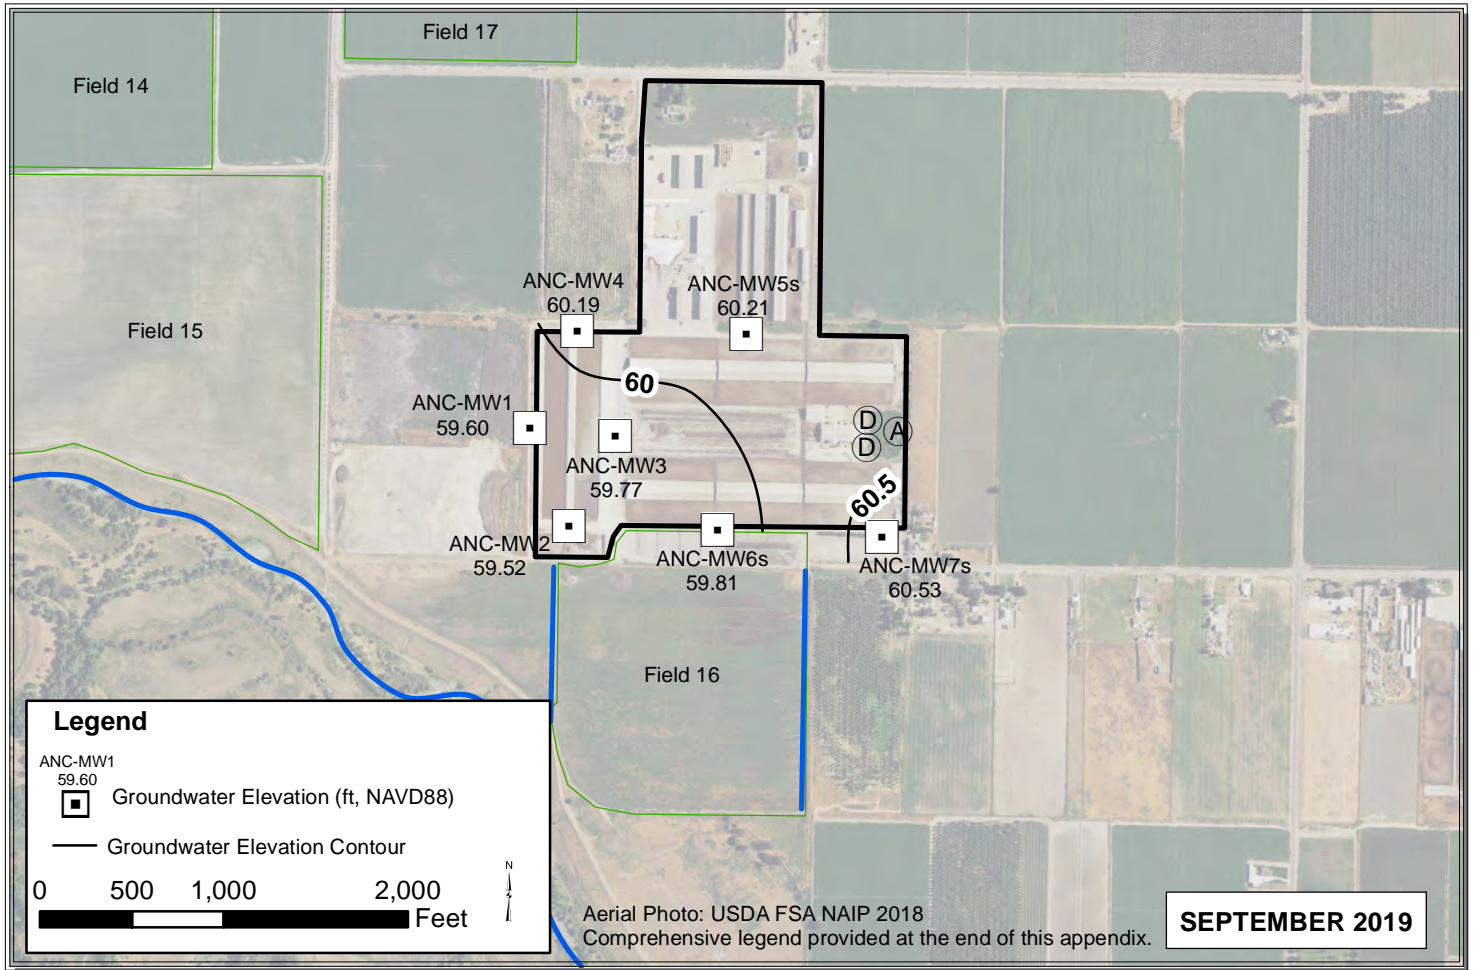 Field 17
Field 14
ANC-MW4
60.19
ANC-MW5s
60.21
Field 15
60
ANC-MW1
59.60
D
A
D
ANC-MW3
59.77
60.5
ANC-MW2
59.52
ANC-MW6s
59.81
ANC-MW7s
60.53
Field 16
Legend
ANC-MW1
59.60
Groundwater Elevation (ft, NAVD88)
Groundwater Elevation Contour
N
0 500 1,000 2,000
Feet
Aerial Photo: USDA FSA NAIP 2018
Comprehensive legend provided at the end of this appendix.
SEPTEMBER 2019